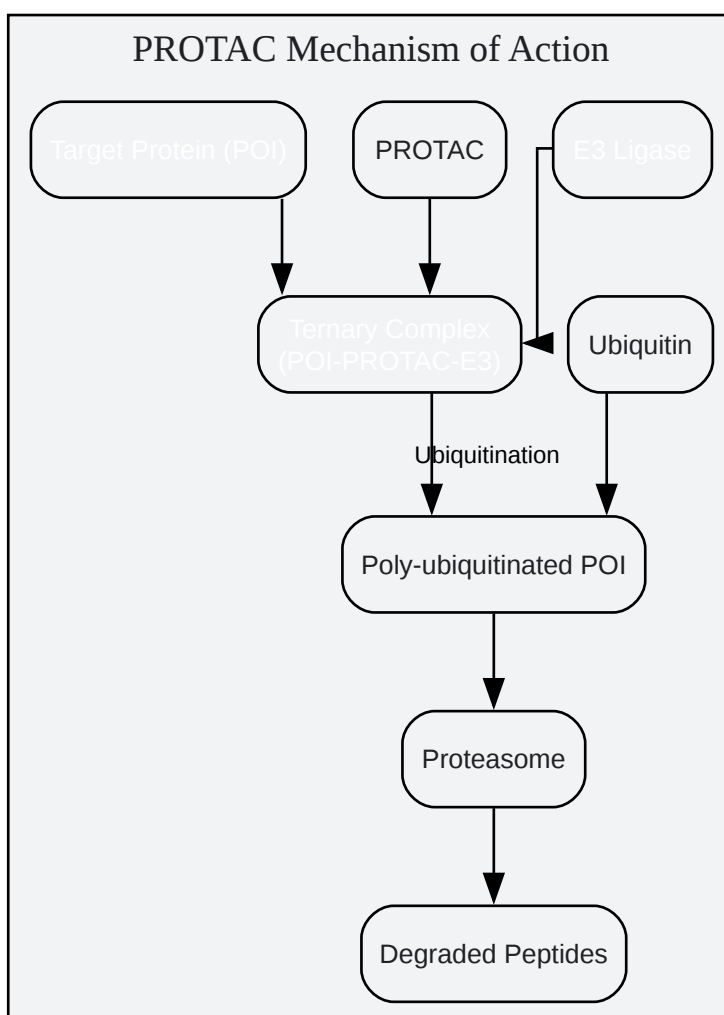 PROTAC Mechanism of Action
Target Protein (POI)
PROTAC
E3 Ligase
Ternary Complex
(POI-PROTAC-E3)
Ubiquitin
Ubiquitination
Poly-ubiquitinated POI
Proteasome
Degraded Peptides